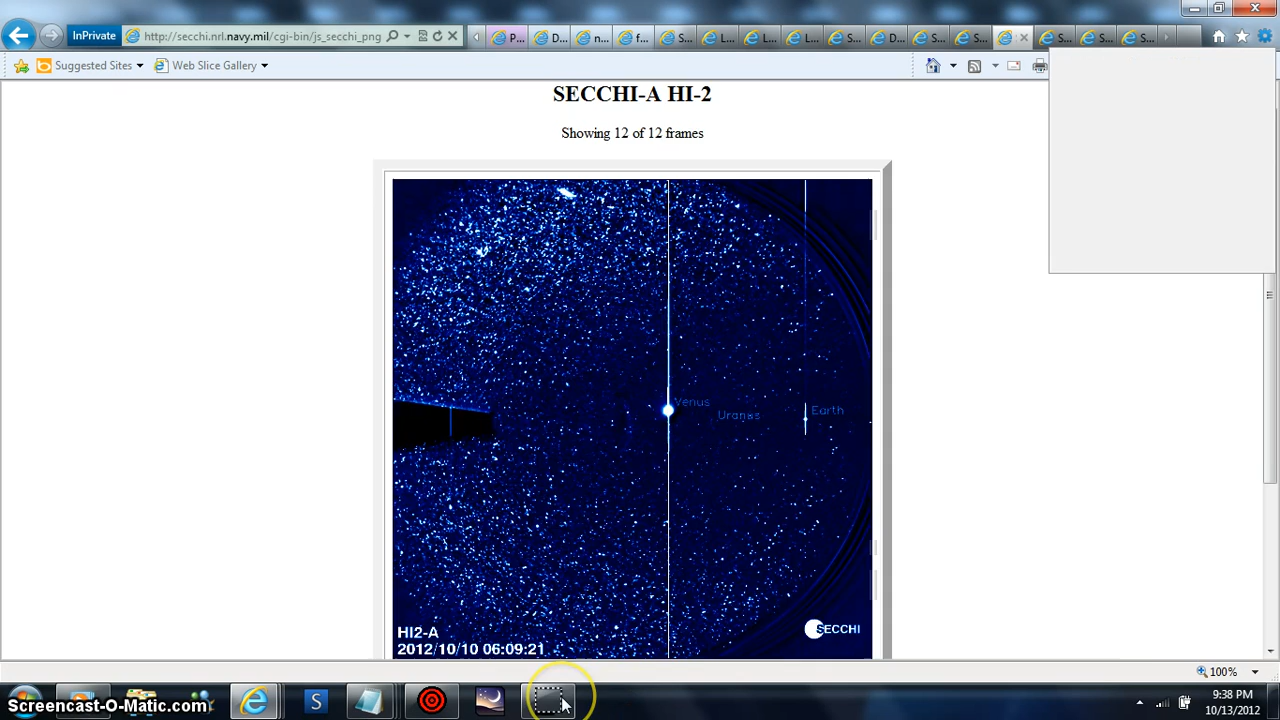 InPrivate
http://secchi.nrl.navy.mil/cgi-bin/js_secchi_png
P...
D...
n...
f...
S...
L...
L...
L...
S...
D...
S...
S...
S...
S...
S...
Suggested Sites
Web Slice Gallery
SECCHI-A HI-2
Showing 12 of 12 frames
Venus
Uranus
Earth
HI2-A
2012/10/10 06:09:21
SECCHI
100%
S
9:38 PM
10/13/2012
Screencast-O-Matic.com